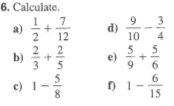 6. Calculate.
a) 1/2 + 7/12 d) 9/10 - 3/4
b) 2/3 + 2/5 e) 5/9 + 5/6
c) 1 - 5/8 f) 1 - 6/15